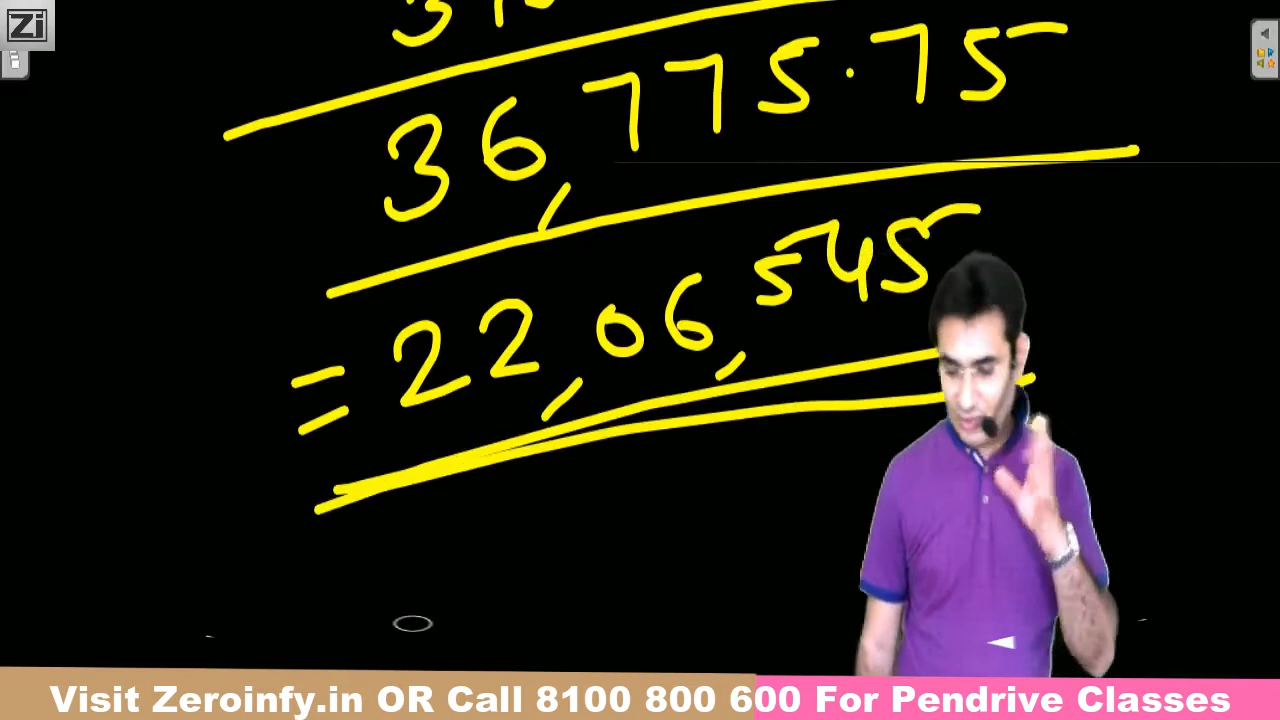 Zi
36,775.75
= 22,06,545
Visit Zeroinfy.in OR Call 8100 800 600 For Pendrive Classes